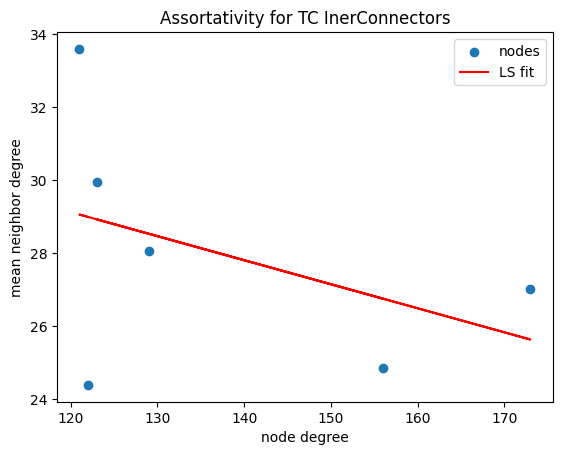 Assortativity for TC InerConnectors
nodes
LS fit
mean neighbor degree
34
32
30
28
26
24
120
130
140
150
160
170
node degree